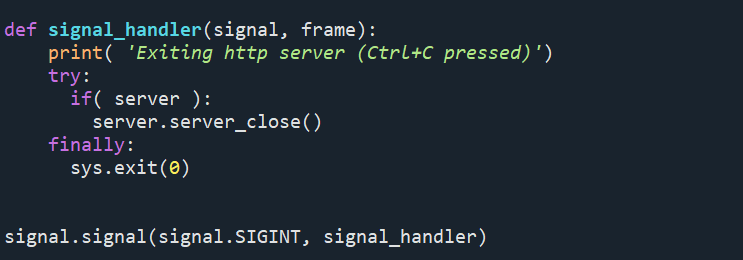 def signal_handler(signal, frame):
    print( 'Exiting http server (Ctrl+C pressed)')
    try:
      if( server ):
        server.server_close()
    finally:
      sys.exit(0)
signal.signal(signal.SIGINT, signal_handler)